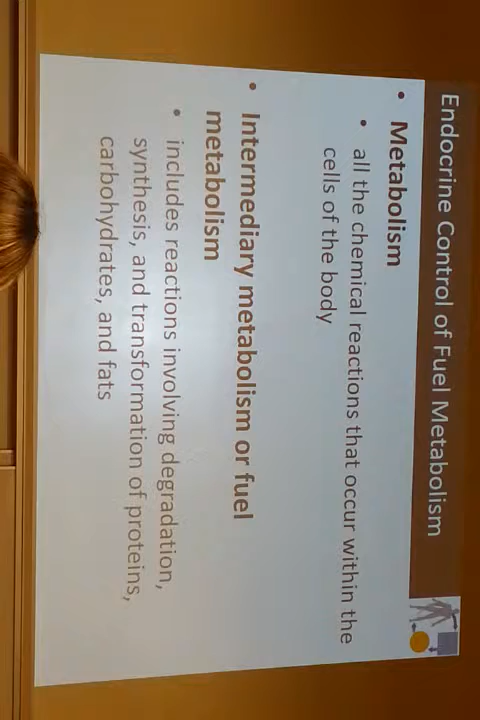 Endocrine Control of Fuel Metabolism
• Metabolism
• all the chemical reactions that occur within the
cells of the body
• Intermediary metabolism or fuel
metabolism
• includes reactions involving degradation,
synthesis, and transformation of proteins,
carbohydrates, and fats